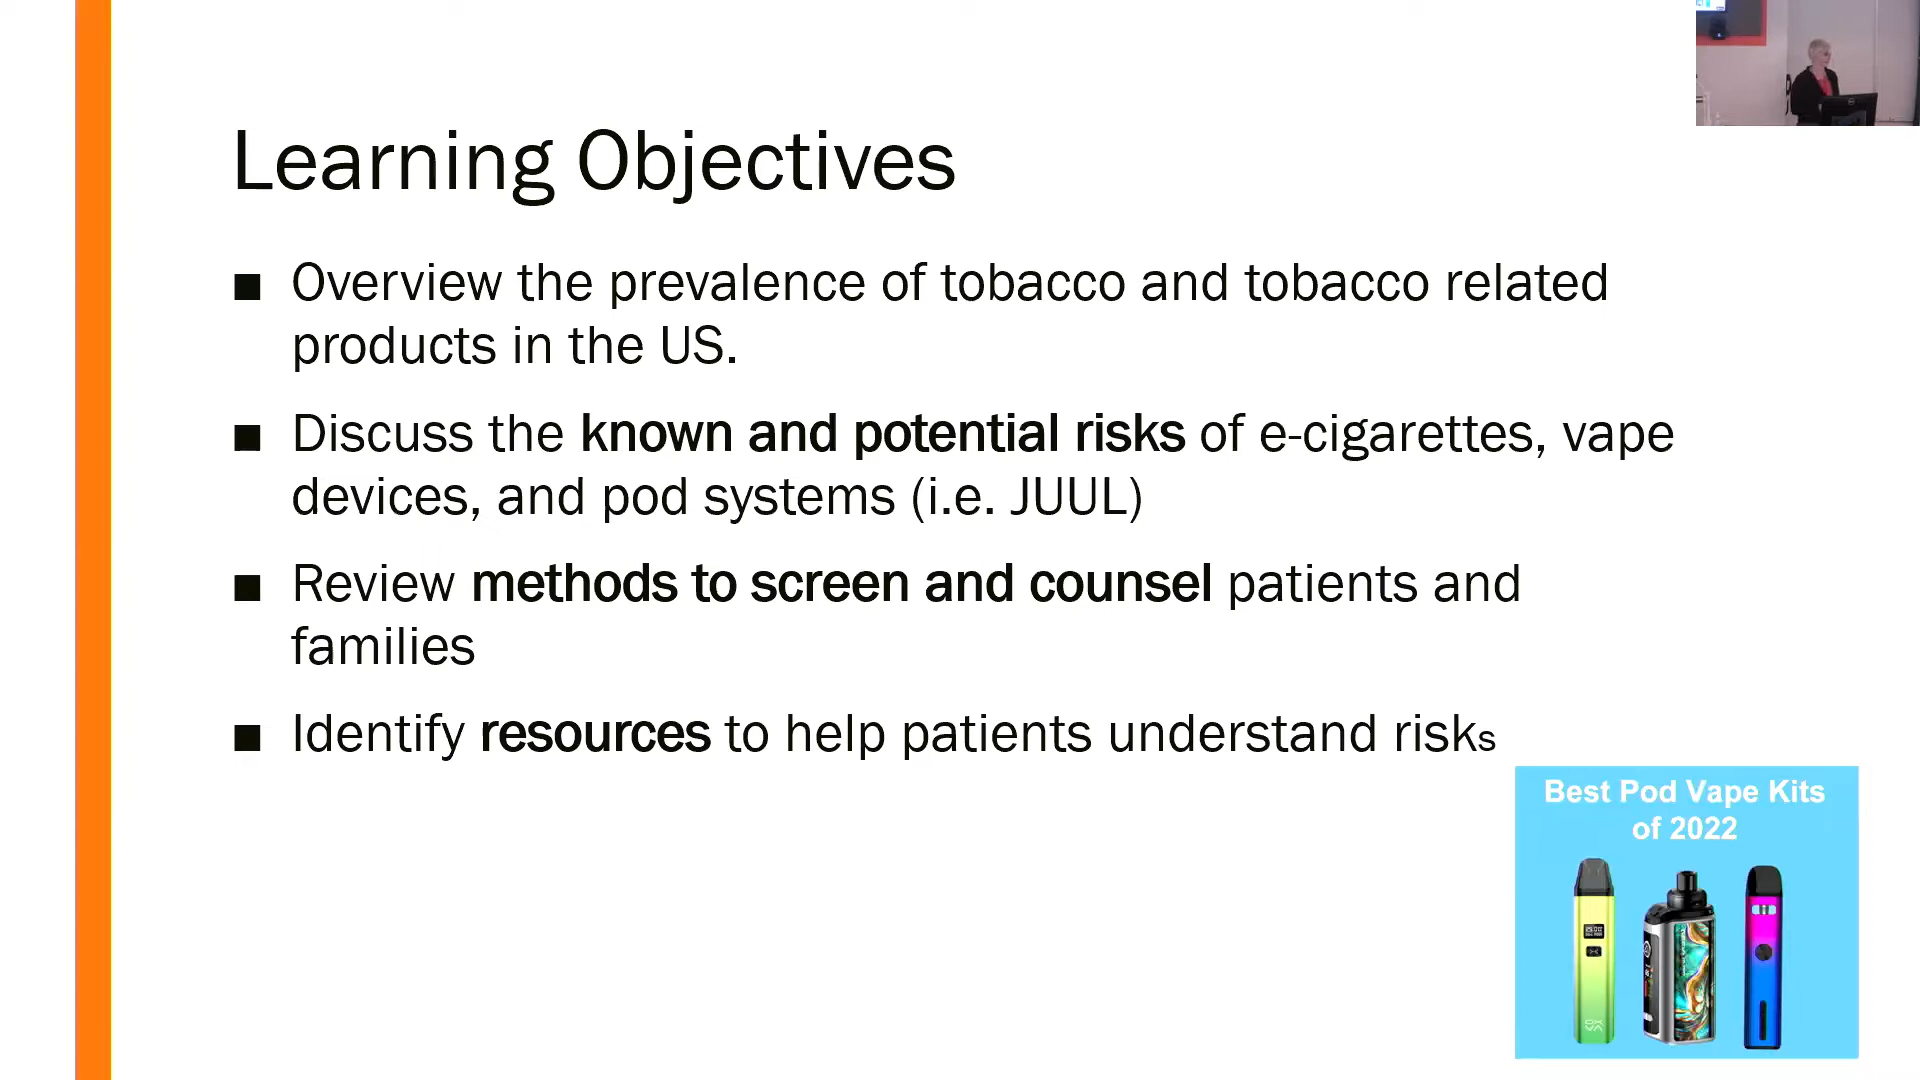 Learning Objectives
■ Overview the prevalence of tobacco and tobacco related
products in the US.
■ Discuss the known and potential risks of e-cigarettes, vape
devices, and pod systems (i.e. JUUL)
■ Review methods to screen and counsel patients and
families
■ Identify resources to help patients understand risks
Best Pod Vape Kits
of 2022